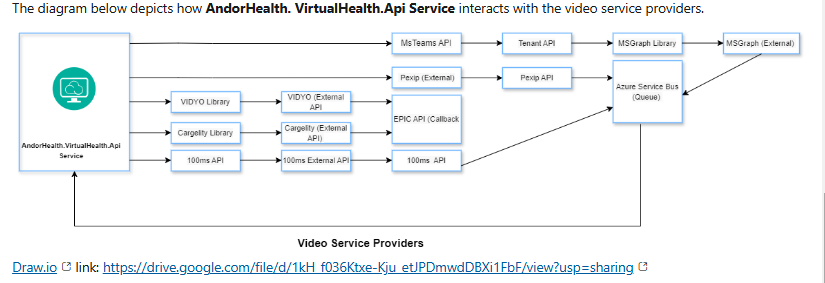 The diagram below depicts how AndorHealth. VirtualHealth.Api Service interacts with the video service providers.
MsTeams API
Tenant API
MSGraph Library
MSGraph (External)
Pexip (External)
Pexip API
Azure Service Bus
(Queue)
VIDYO Library
VIDYO (External
API
EPIC API (Callback
Cargelity Library
Cargelity (External
API)
AndorHealth.VirtualHealth.Api
Service
100ms API
100ms External API
100ms API
Video Service Providers
Draw.io link: https://drive.google.com/file/d/1kH_f036Ktxe-Kju_etJPDmwdDBXi1FbF/view?usp=sharing